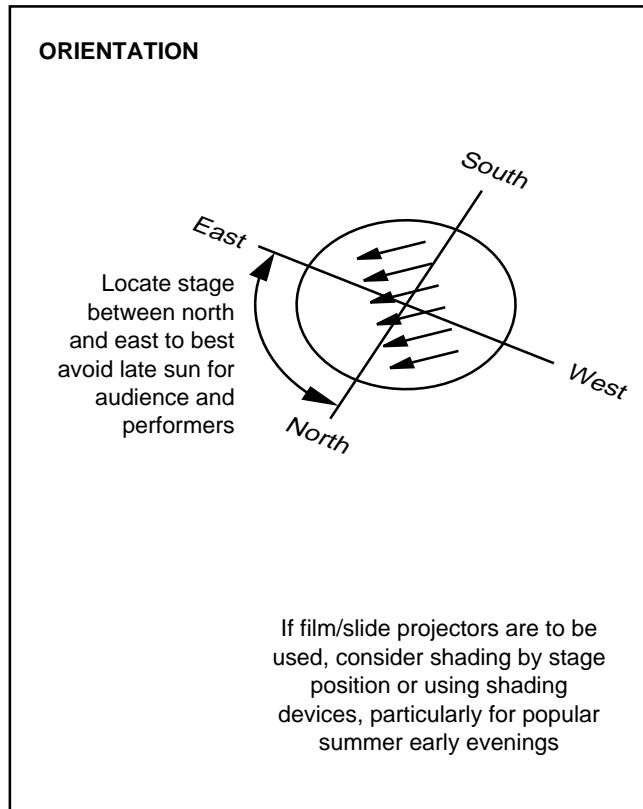 ORIENTATION
South
East
Locate stage
between north
and east to best
avoid late sun for
audience and
performers
West
North
If film/slide projectors are to be
used, consider shading by stage
position or using shading
devices, particularly for popular
summer early evenings